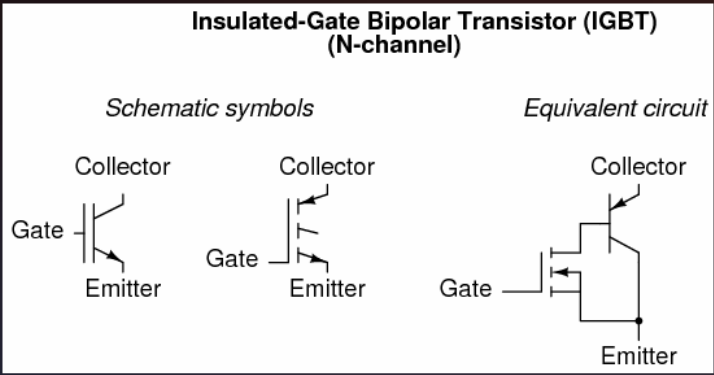 Insulated-Gate Bipolar Transistor (IGBT)
(N-channel)
Schematic symbols
Equivalent circuit
Collector
Collector
Collector
Gate
Gate
Gate
Emitter
Emitter
Emitter